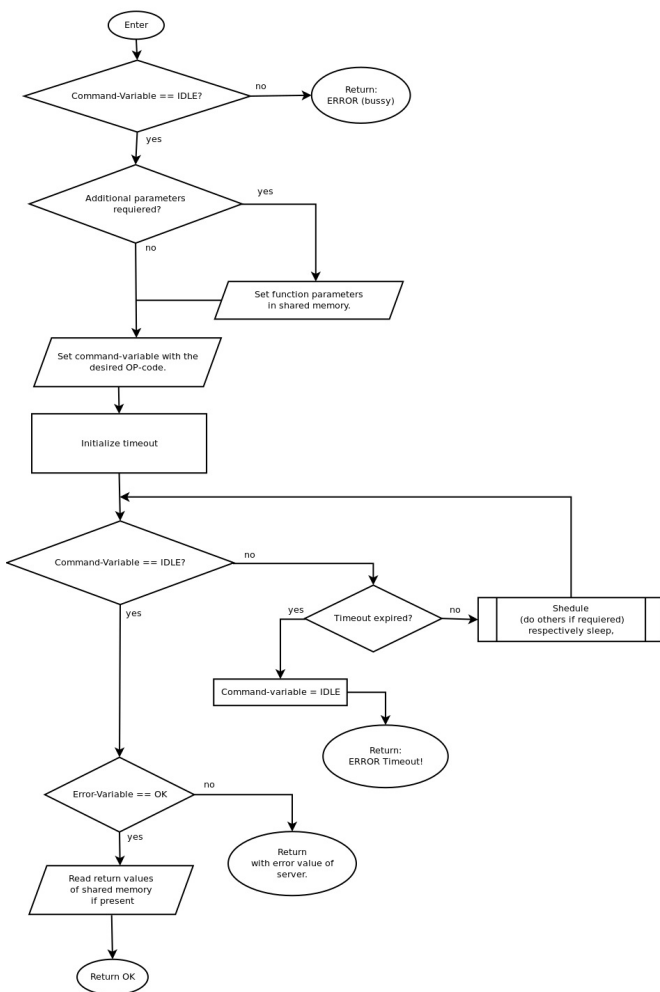 Enter
Command-Variable == IDLE?
no
Return:
ERROR (bussy)
yes
Additional parameters
requiered?
yes
no
Set function parameters
in shared memory.
Set command-variable with the
desired OP-code.
Initialize timeout
Command-Variable == IDLE?
no
yes
Timeout expired?
yes
no
Shedule
(do others if requiered)
respectively sleep,
Command-variable = IDLE
Return:
ERROR Timeout!
Error-Variable == OK
no
yes
Return
with error value of
server.
Read return values
of shared memory
if present
Return OK